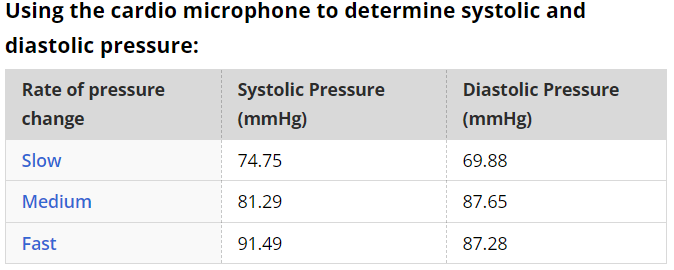 Using the cardio microphone to determine systolic and
diastolic pressure:
Rate of pressure change Systolic Pressure (mmHg) Diastolic Pressure (mmHg)
Slow 74.75 69.88
Medium 81.29 87.65
Fast 91.49 87.28